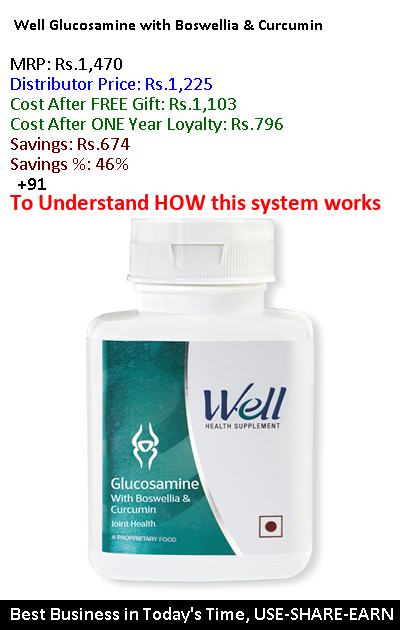 Well Glucosamine with Boswellia & Curcumin
MRP: Rs.1,470
Distributor Price: Rs.1,225
Cost After FREE Gift: Rs.1,103
Cost After ONE Year Loyalty: Rs.796
Savings: Rs.674
Savings %: 46%
+91
To Understand HOW this system works
Well
HEALTH SUPPLEMENT
Glucosamine
With Boswellia &
Curcumin
Joint Health
A PROPRIETARY FOOD
Best Business in Today's Time, USE-SHARE-EARN